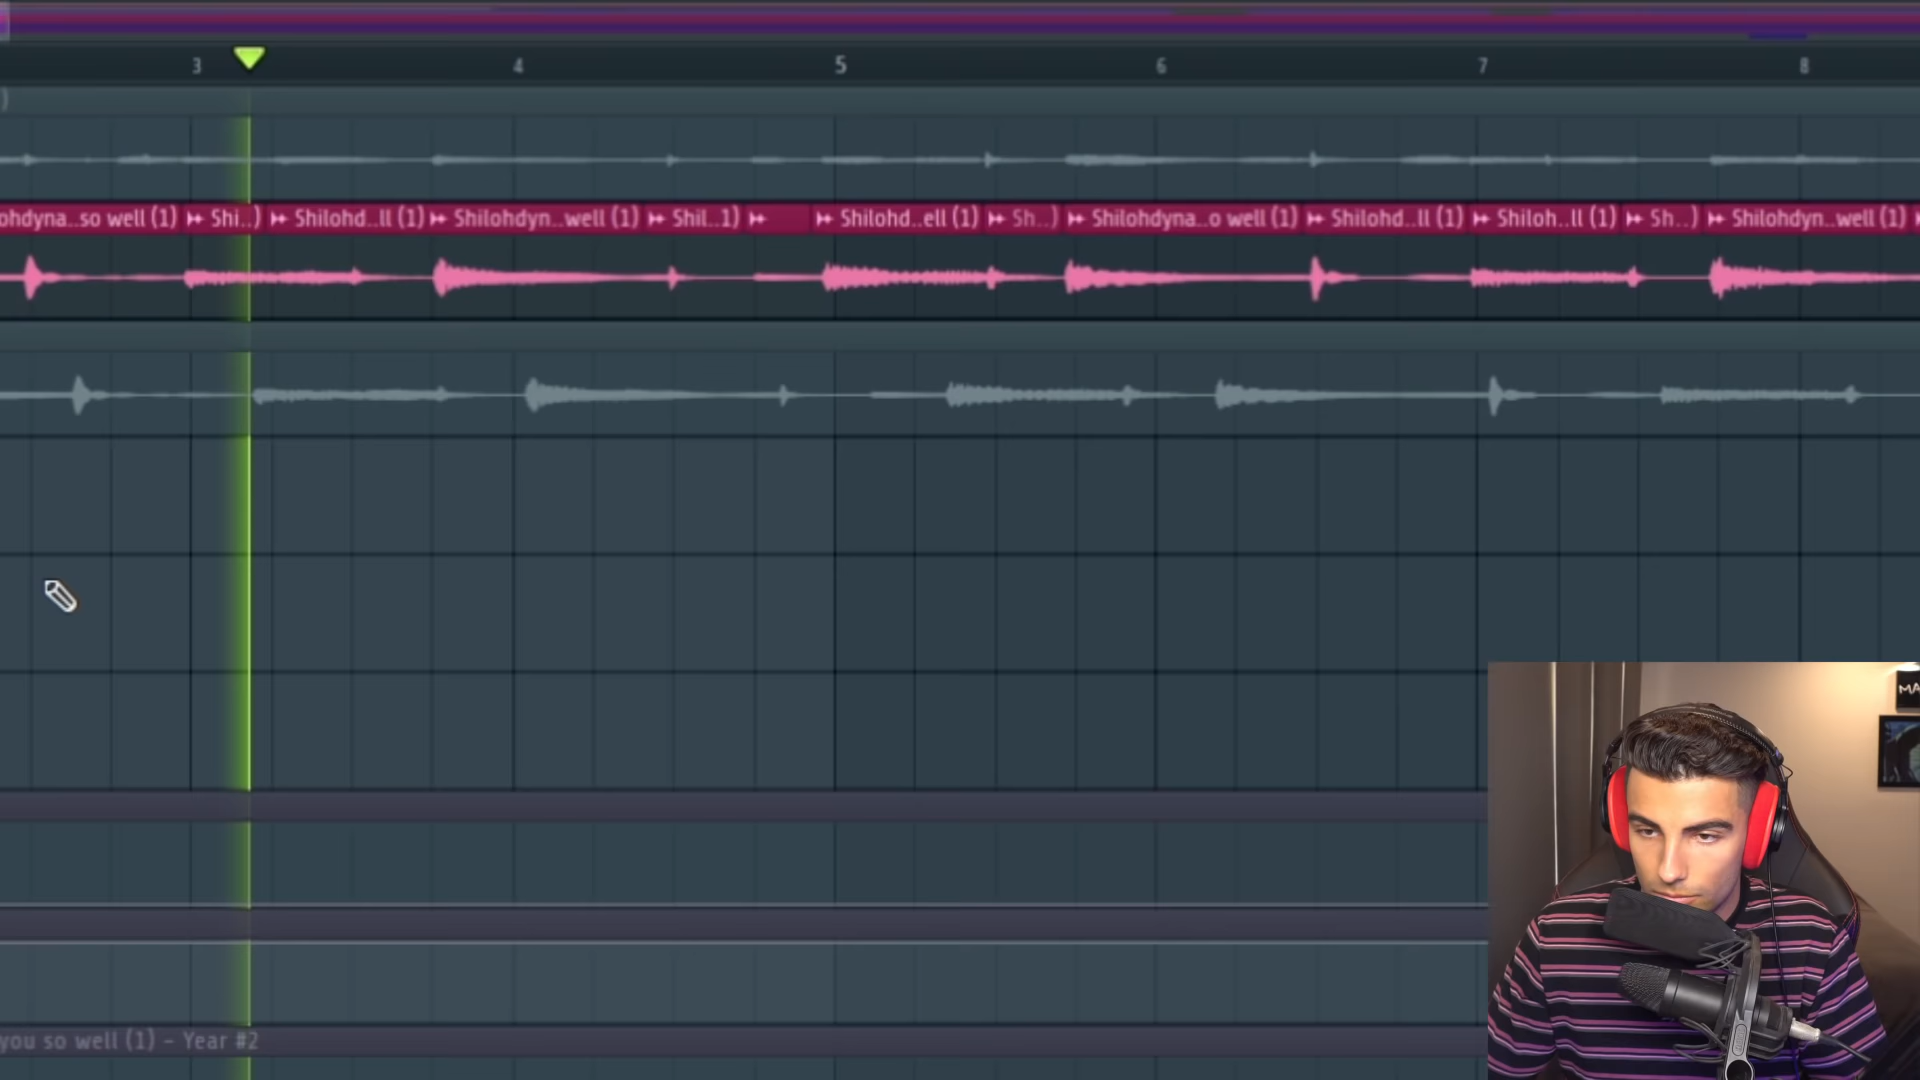 3 4 5 6 7 8
)
ohdyna..so well (1) Shi..) Shilohd..ll (1) Shilohdyn..well (1) Shil..1) Shilohd..ell (1) Sh..) Shilohdyna..o well (1) Shilohd..ll (1) Shiloh..ll (1) Sh..) Shilohdyn..well (1)
MA
you so well (1) - Year #2